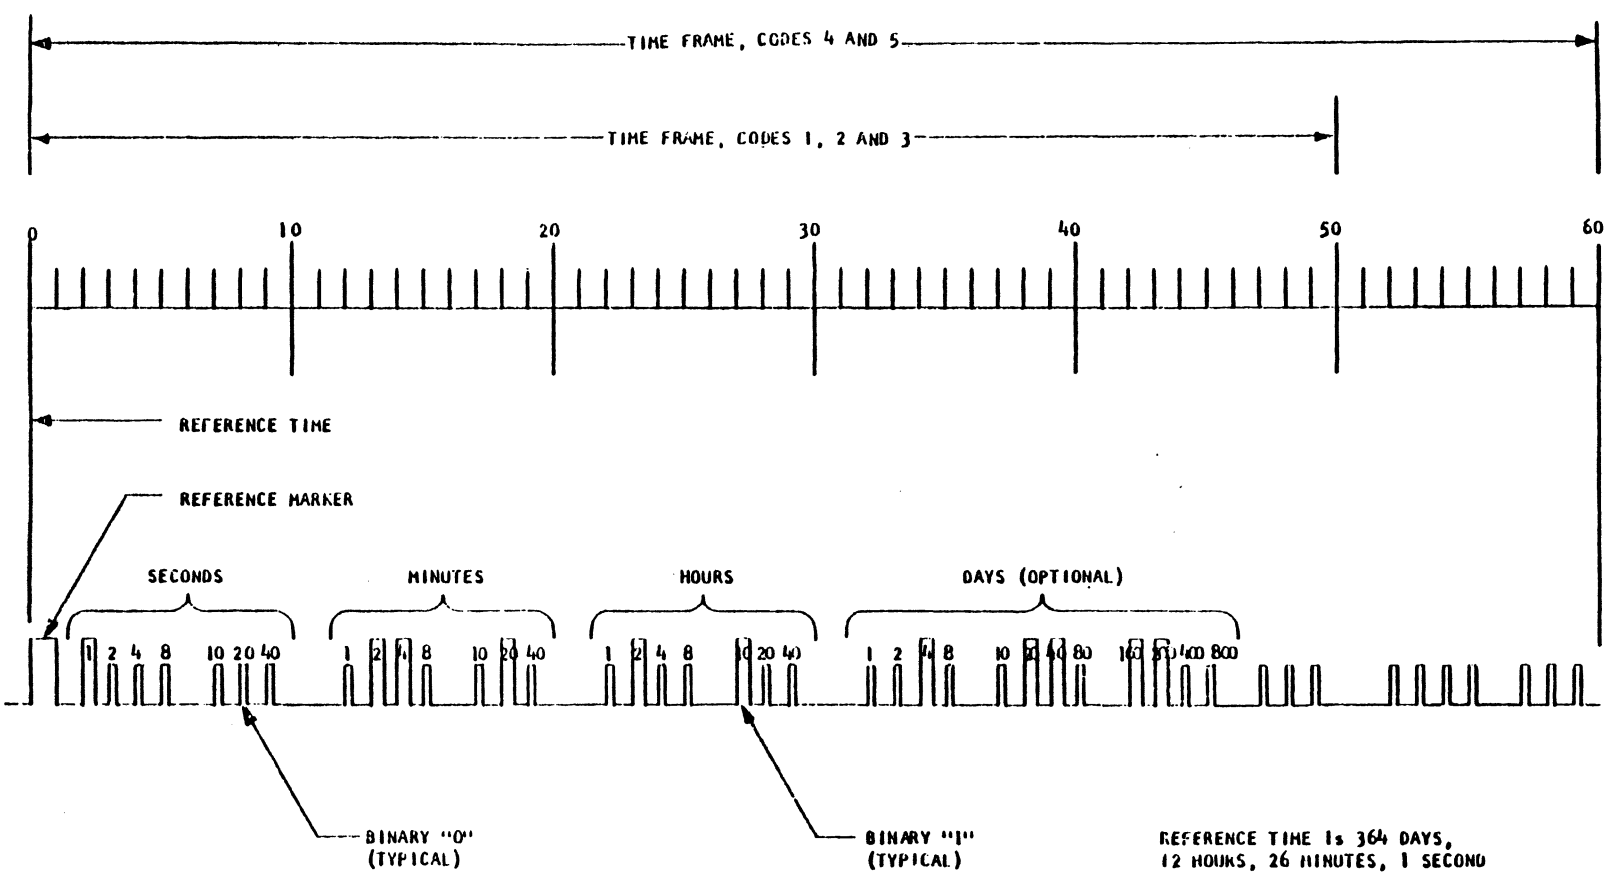 TIME FRAME, CODES 4 AND 5
TIME FRAME, CODES 1, 2 AND 3
0 10 20 30 40 50 60
REFERENCE TIME
REFERENCE MARKER
SECONDS MINUTES HOURS DAYS (OPTIONAL)
1 2 4 8 10 20 40 1 2 4 8 10 20 40 1 2 4 8 10 20 40 1 2 4 8 10 20 40 80 100 200 400 800
BINARY "0"
(TYPICAL)
BINARY "1"
(TYPICAL)
REFERENCE TIME Is 364 DAYS,
12 HOURS, 26 MINUTES, 1 SECOND